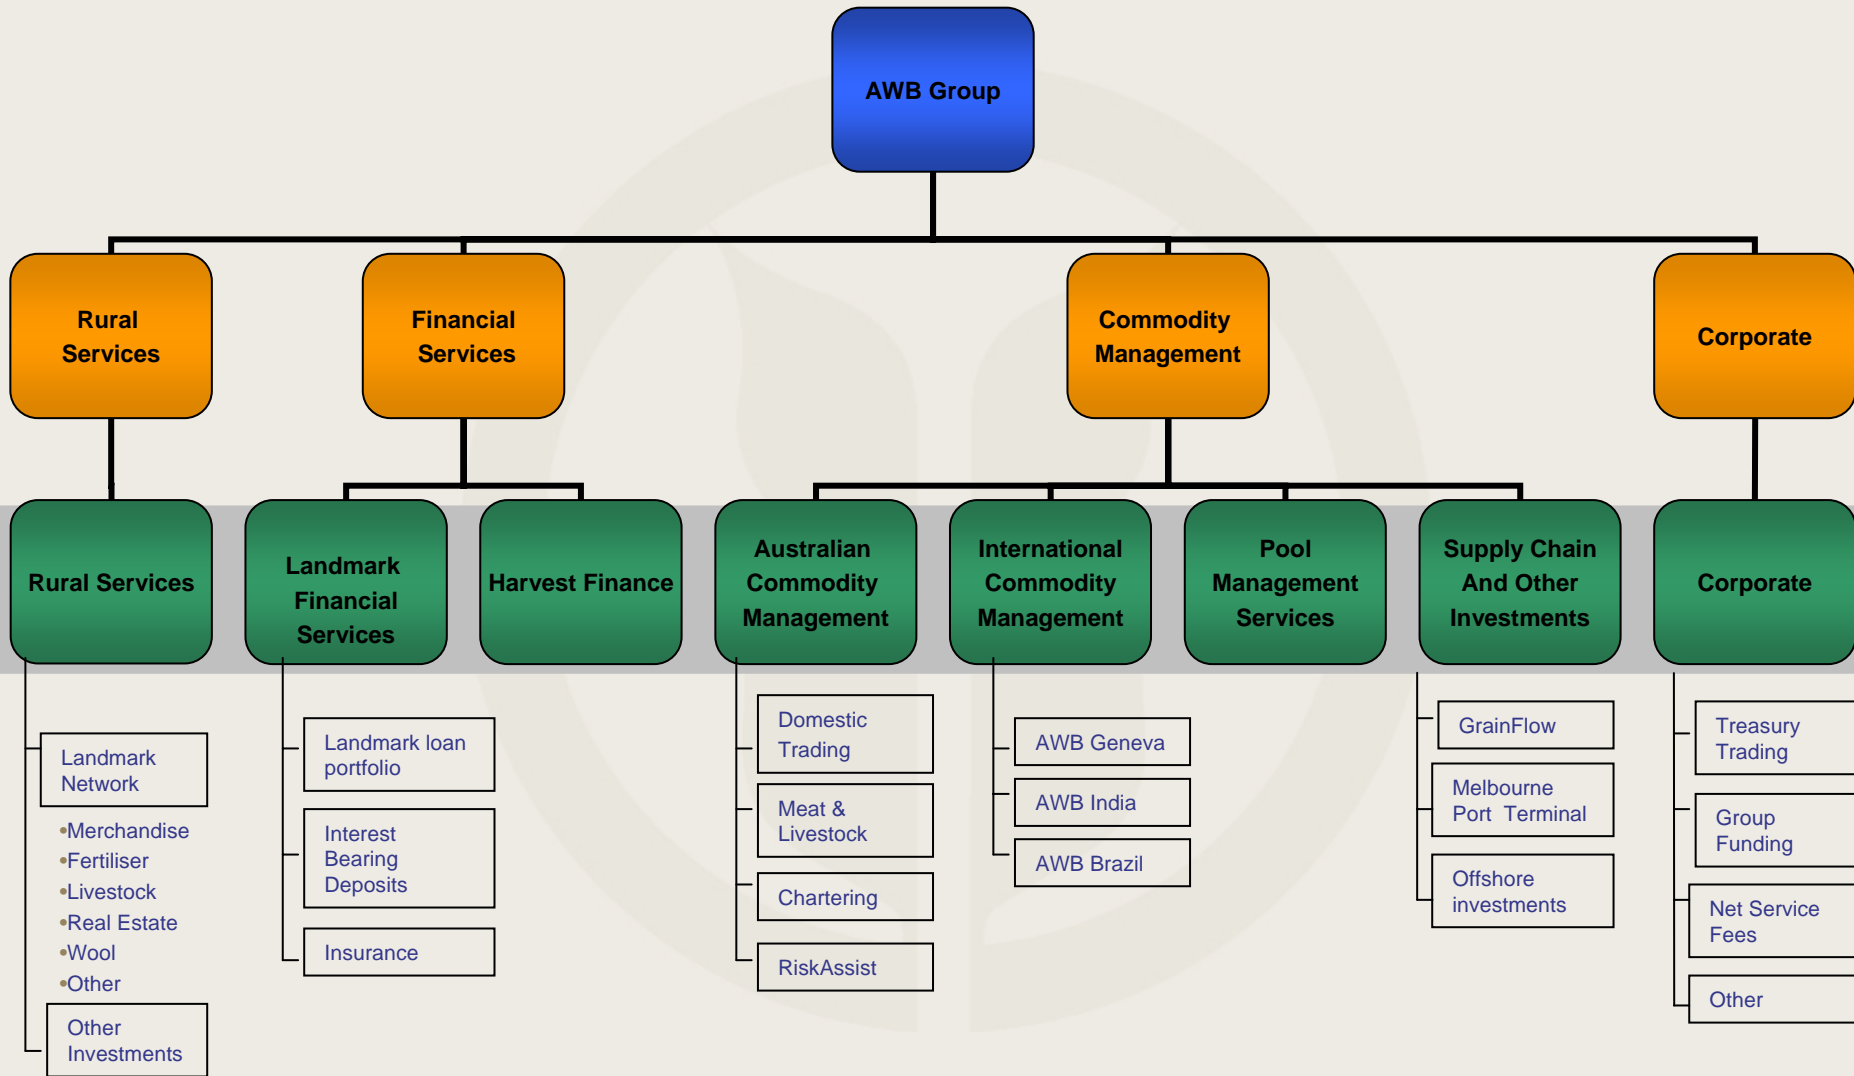 AWB Group
Rural
Services
Financial
Services
Commodity
Management
Corporate
Rural Services
Landmark
Financial
Services
Harvest Finance
Australian
Commodity
Management
International
Commodity
Management
Pool
Management
Services
Supply Chain
And Other
Investments
Corporate
Landmark
Network
•Merchandise
•Fertiliser
•Livestock
•Real Estate
•Wool
•Other
Other
Investments
Landmark loan
portfolio
Interest
Bearing
Deposits
Insurance
Domestic
Trading
Meat &
Livestock
Chartering
RiskAssist
AWB Geneva
AWB India
AWB Brazil
GrainFlow
Melbourne
Port Terminal
Offshore
investments
Treasury
Trading
Group
Funding
Net Service
Fees
Other